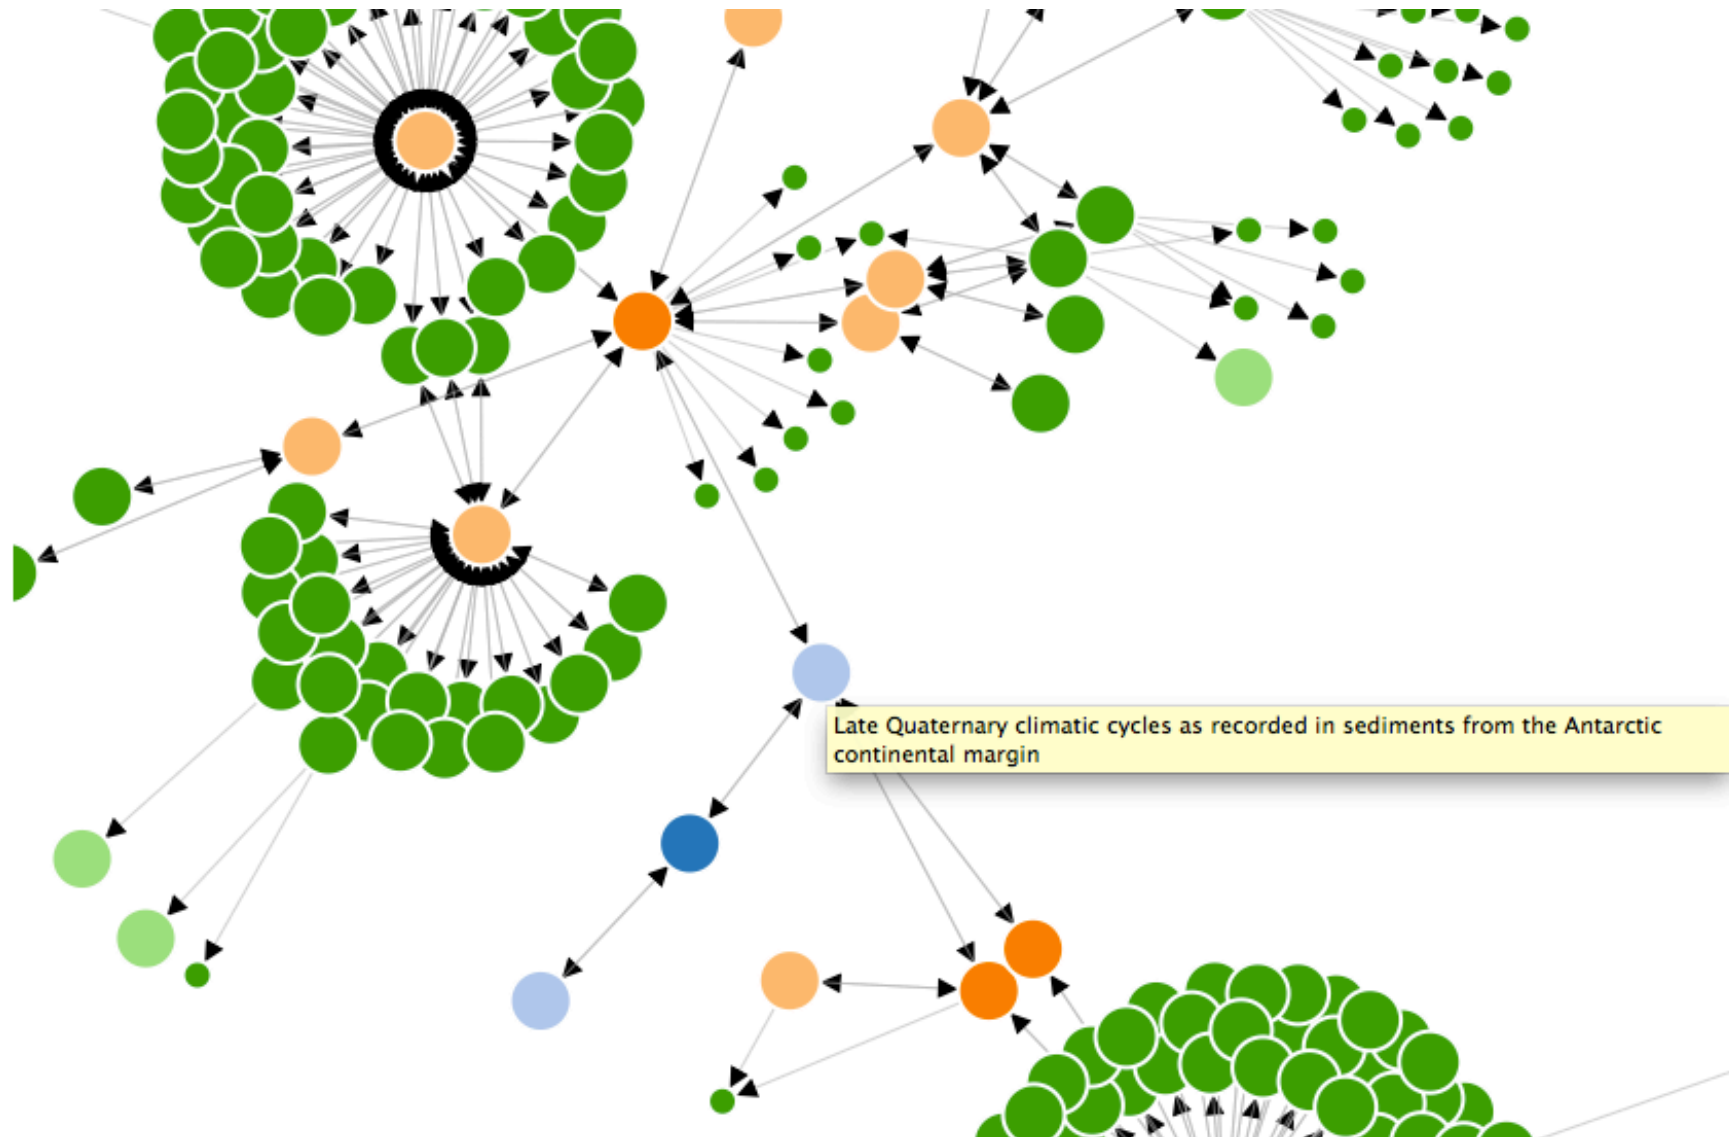 Late Quaternary climatic cycles as recorded in sediments from the Antarctic
continental margin